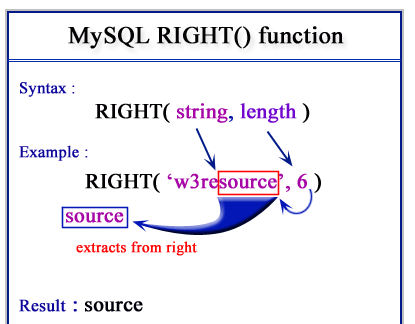 MySQL RIGHT() function
Syntax :
RIGHT( string, length )
Example :
RIGHT( ‘w3resource’, 6 )
source
extracts from right
Result : source